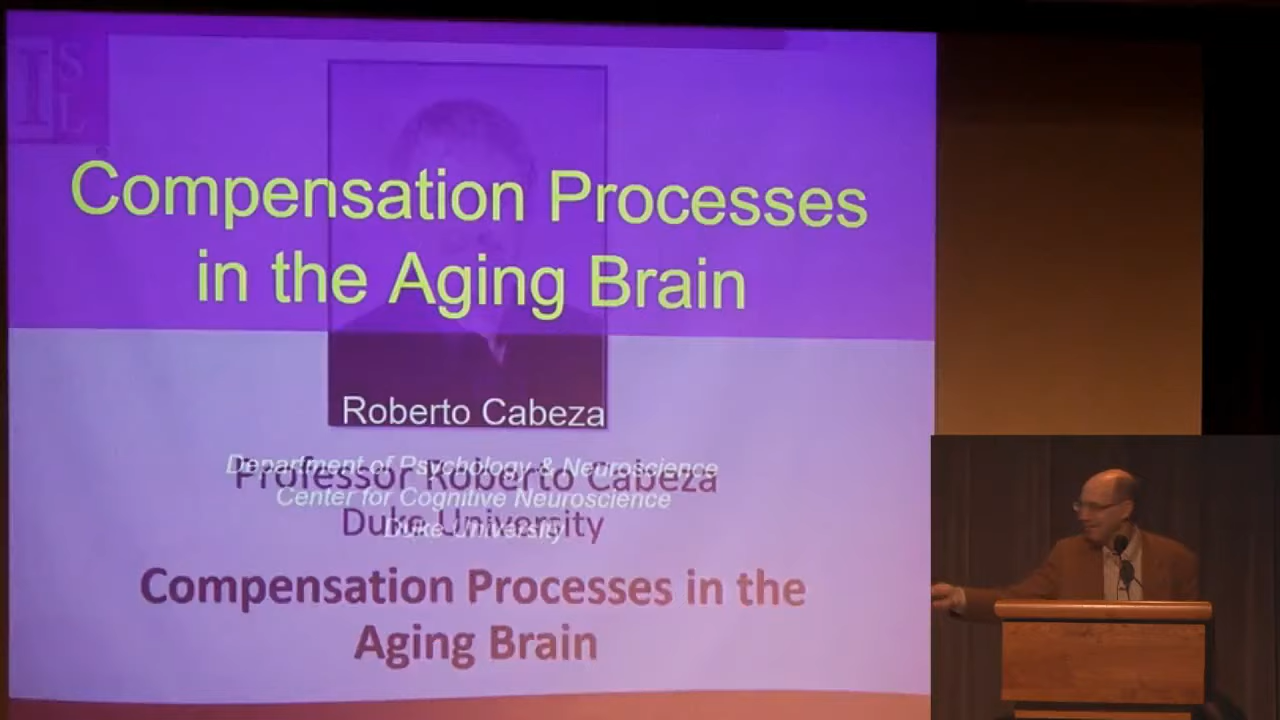 I S L
Compensation Processes
in the Aging Brain
Roberto Cabeza
Department of Psychology & Neuroscience
Professor Roberto Cabeza
Center for Cognitive Neuroscience
Duke University
Duke University
Compensation Processes in the
Aging Brain